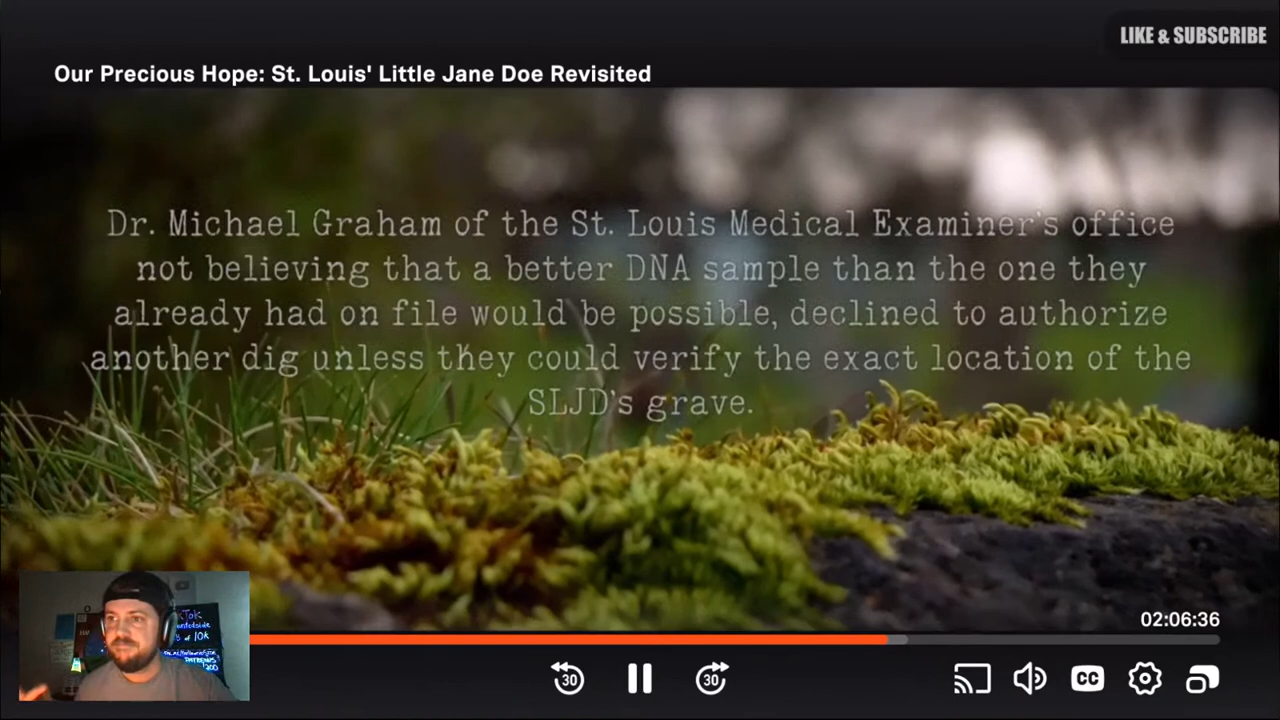 LIKE & SUBSCRIBE
Our Precious Hope: St. Louis' Little Jane Doe Revisited
Dr. Michael Graham of the St. Louis Medical Examiner's office
not believing that a better DNA sample than the one they
already had on file would be possible, declined to authorize
another dig unless they could verify the exact location of the
SLJD's grave.
02:06:36
30
30
CC